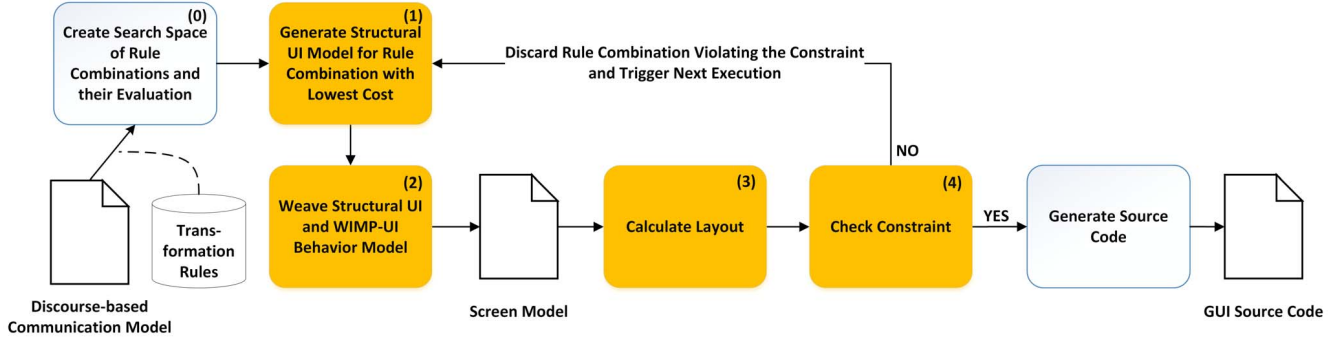 (0)
Create Search Space
of Rule
Combinations and
their Evaluation
(1)
Generate Structural
UI Model for Rule
Combination with
Lowest Cost
Discard Rule Combination Violating the Constraint
and Trigger Next Execution
NO
Trans-
formation
Rules
Discourse-based
Communication Model
(2)
Weave Structural UI
and WIMP-UI
Behavior Model
Screen Model
(3)
Calculate Layout
(4)
Check Constraint
YES
Generate Source
Code
GUI Source Code